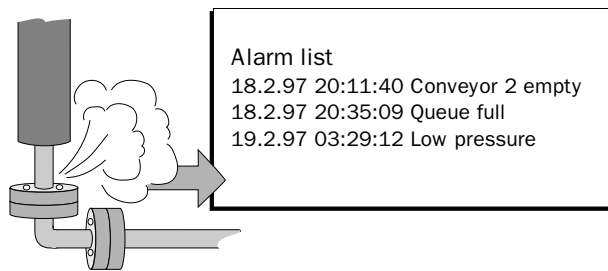 Alarm list
18.2.97 20:11:40 Conveyor 2 empty
18.2.97 20:35:09 Queue full
19.2.97 03:29:12 Low pressure